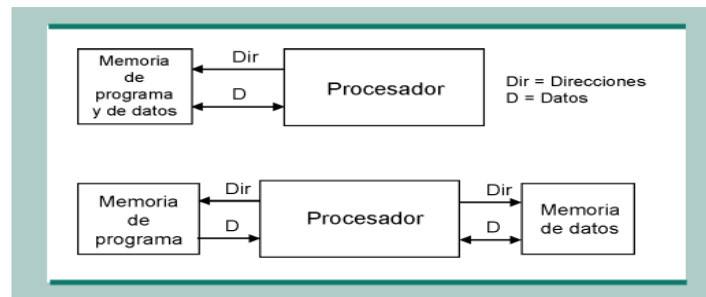 Memoria
de
programa
y de datos
Dir
D
Procesador
Dir = Direcciones
D = Datos
Memoria
de
programa
Dir
D
Procesador
Dir
D
Memoria
de datos